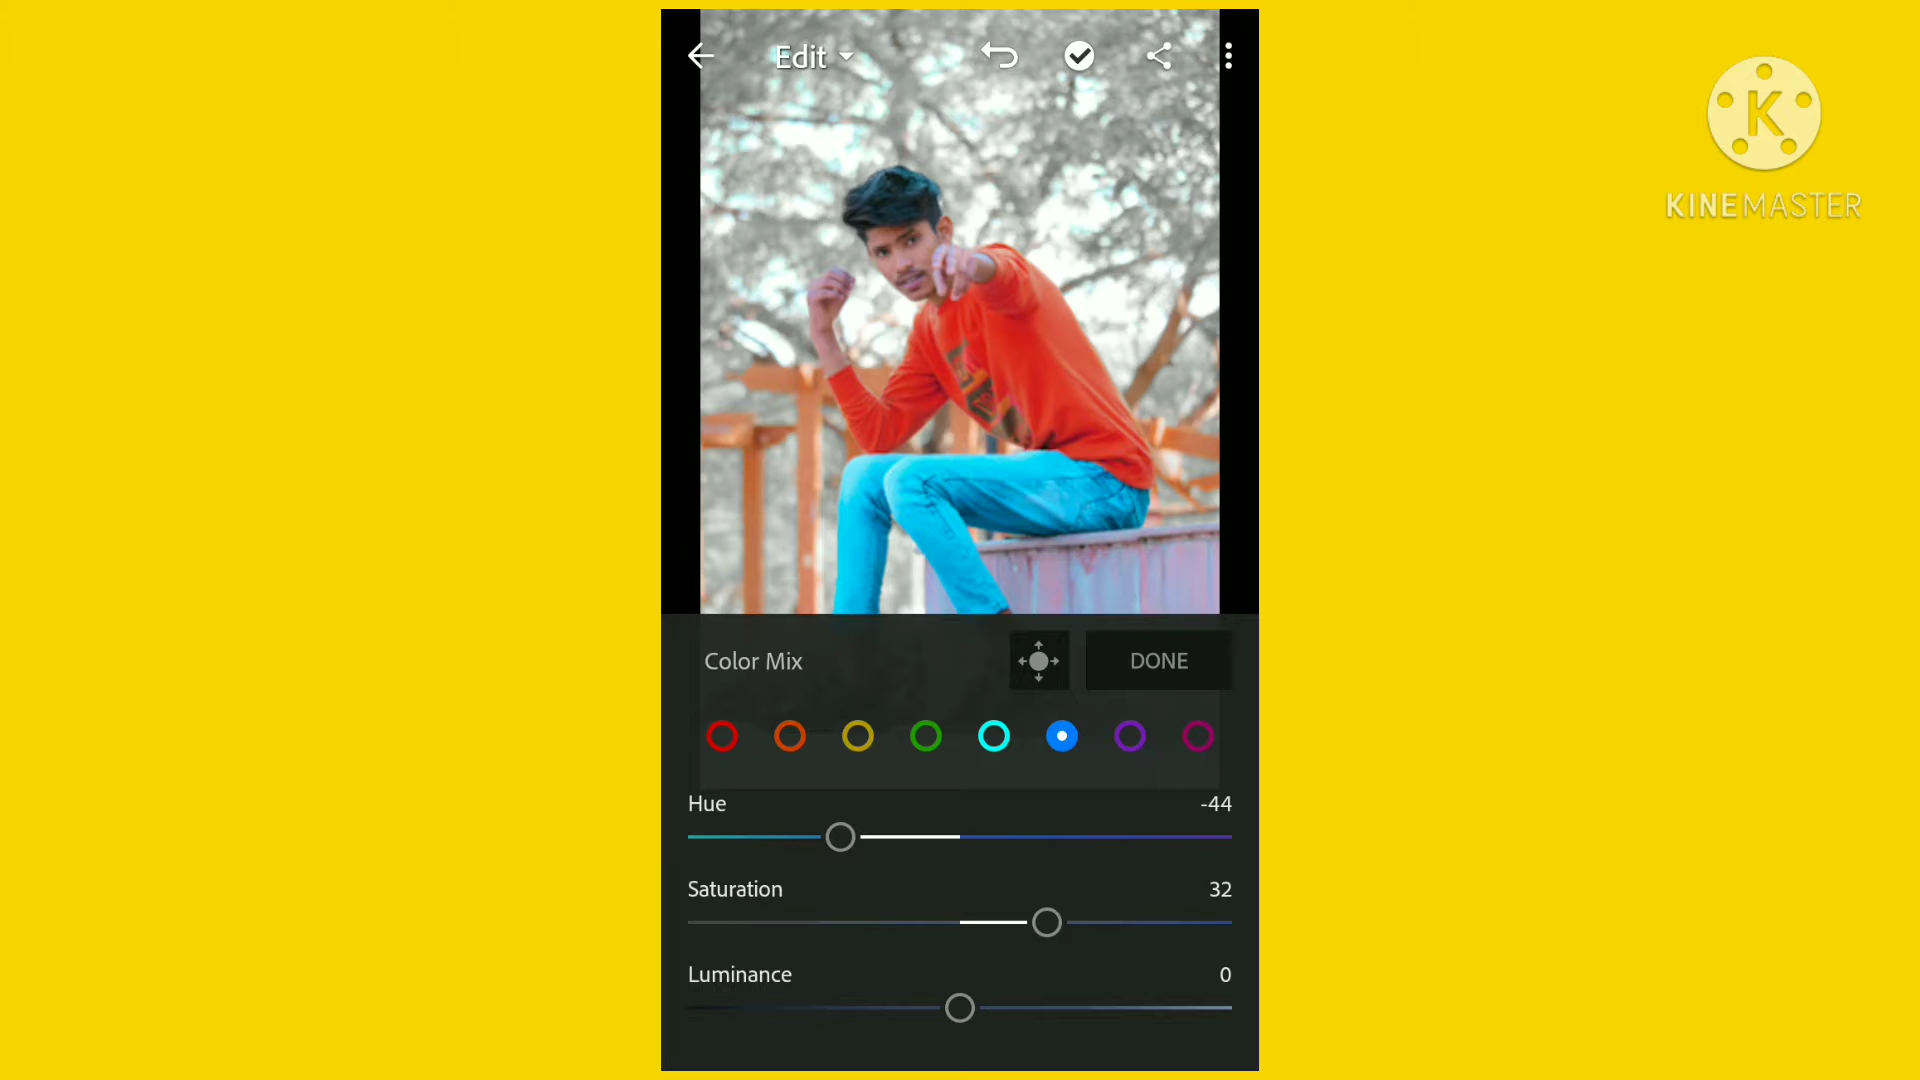 Edit
K
KINEMASTER
Color Mix
DONE
Hue -44
Saturation 32
Luminance 0